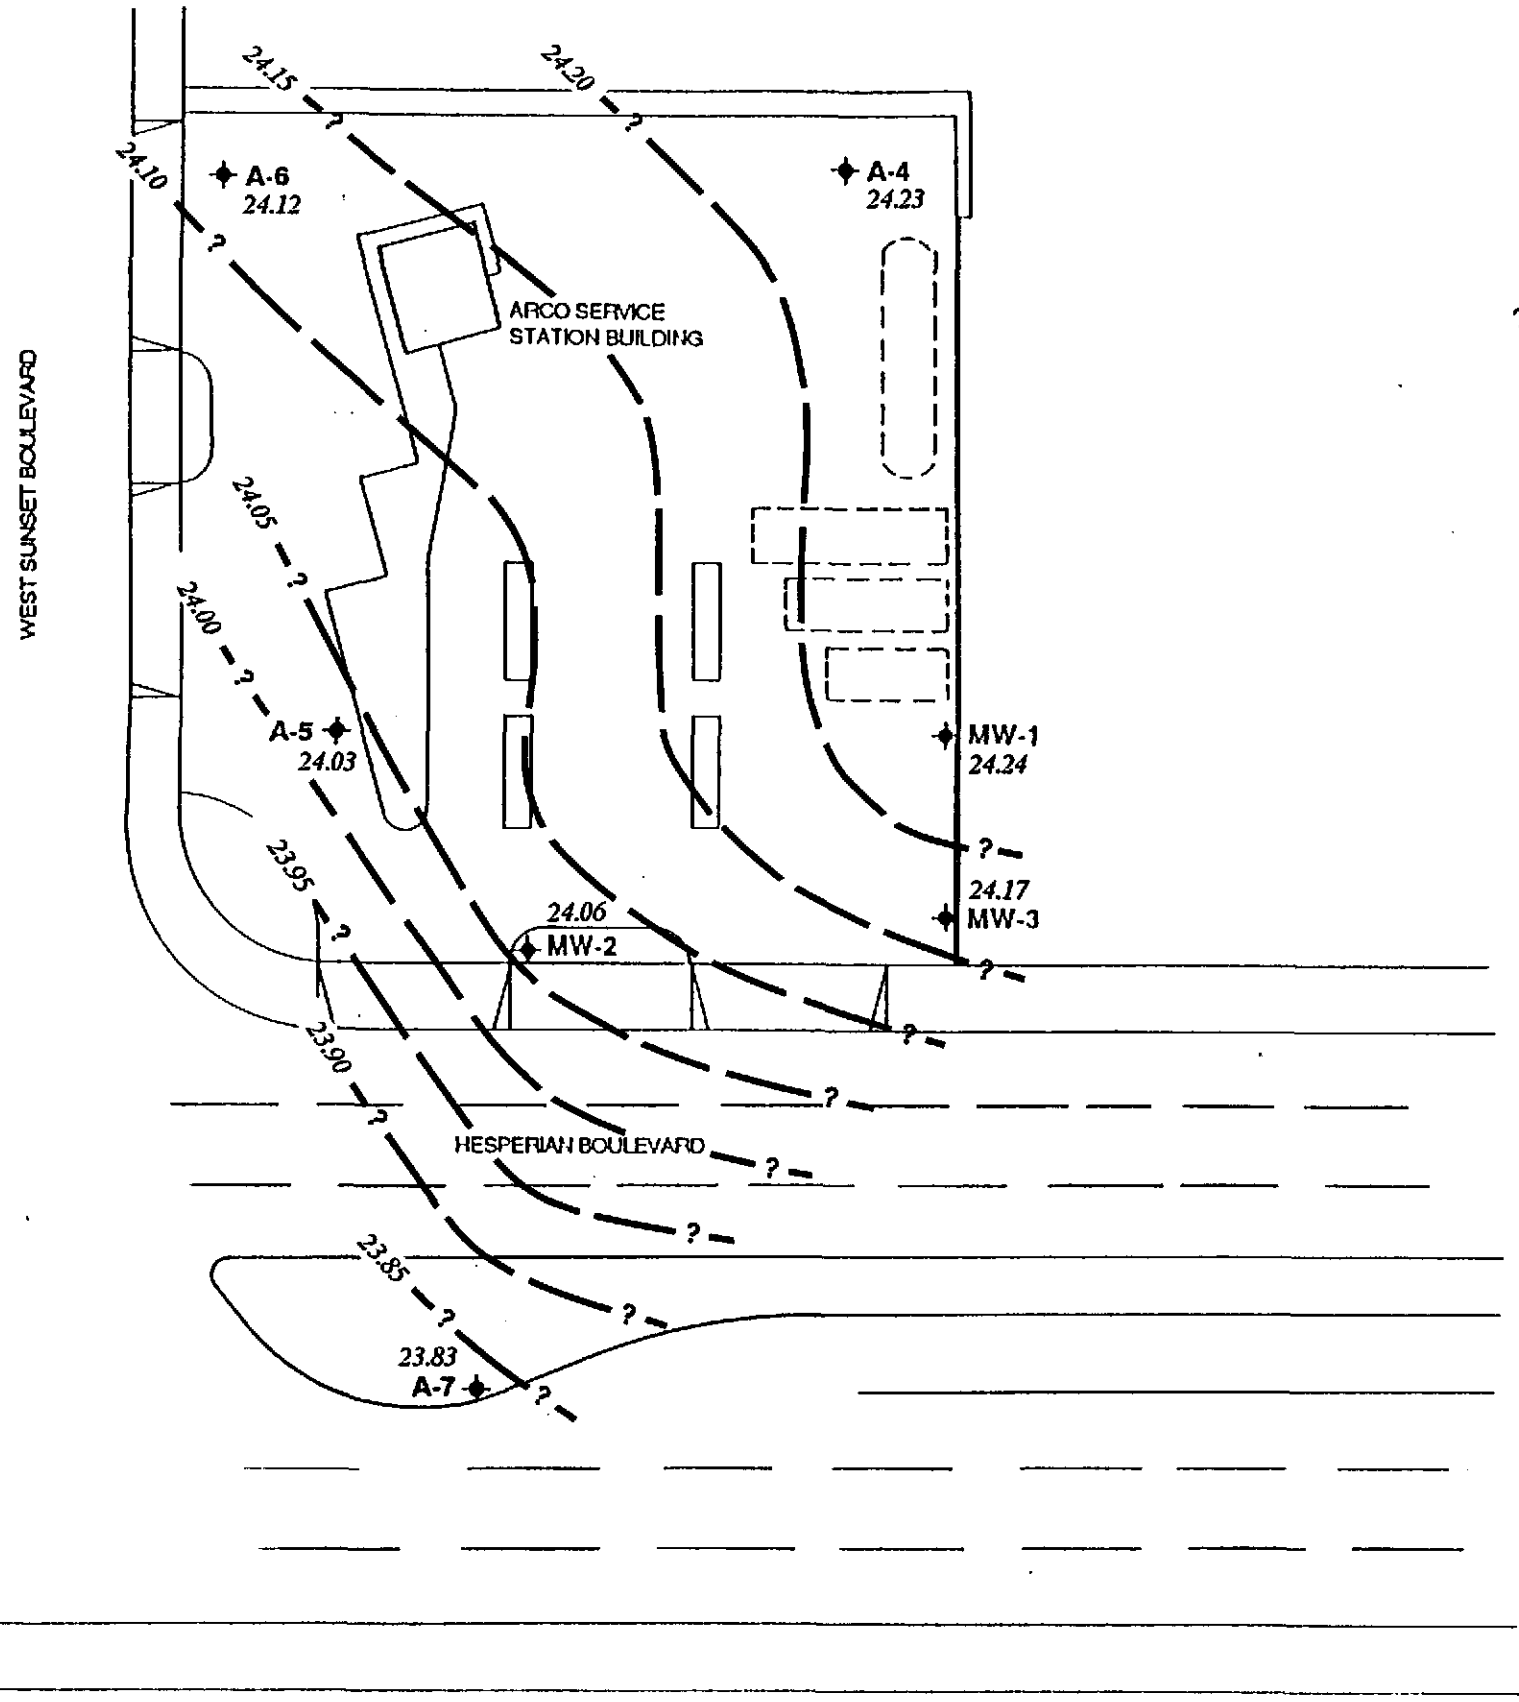 24.15
24.20
?
?
24.10
A-6
24.12
A-4
24.23
?
ARCO SERVICE
STATION BUILDING
WEST SUNSET BOULEVARD
24.05
?
24.00
?
A-5
24.03
MW-1
24.24
?
23.95
24.17
MW-3
24.06
MW-2
?
?
23.90
?
?
?
HESPERIAN BOULEVARD
?
?
23.85
?
?
23.83
A-7
?